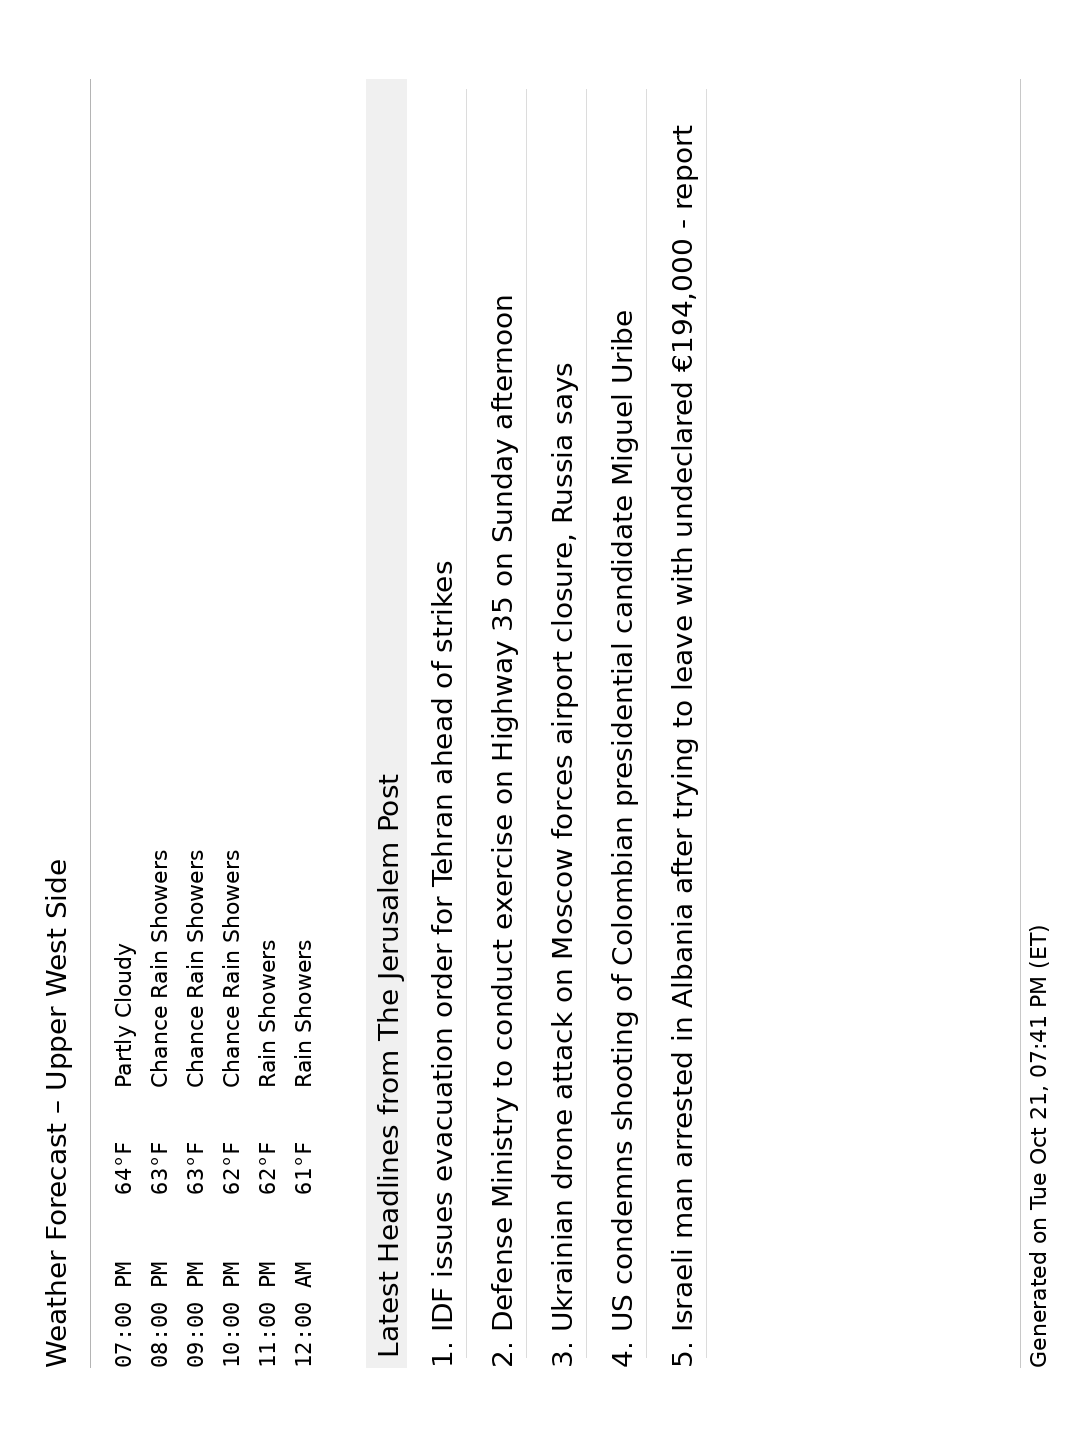 Weather Forecast – Upper West Side
07:00 PM 64°F Partly Cloudy
08:00 PM 63°F Chance Rain Showers
09:00 PM 63°F Chance Rain Showers
10:00 PM 62°F Chance Rain Showers
11:00 PM 62°F Rain Showers
12:00 AM 61°F Rain Showers
Latest Headlines from The Jerusalem Post
1. IDF issues evacuation order for Tehran ahead of strikes
2. Defense Ministry to conduct exercise on Highway 35 on Sunday afternoon
3. Ukrainian drone attack on Moscow forces airport closure, Russia says
4. US condemns shooting of Colombian presidential candidate Miguel Uribe
5. Israeli man arrested in Albania after trying to leave with undeclared €194,000 - report
Generated on Tue Oct 21, 07:41 PM (ET)